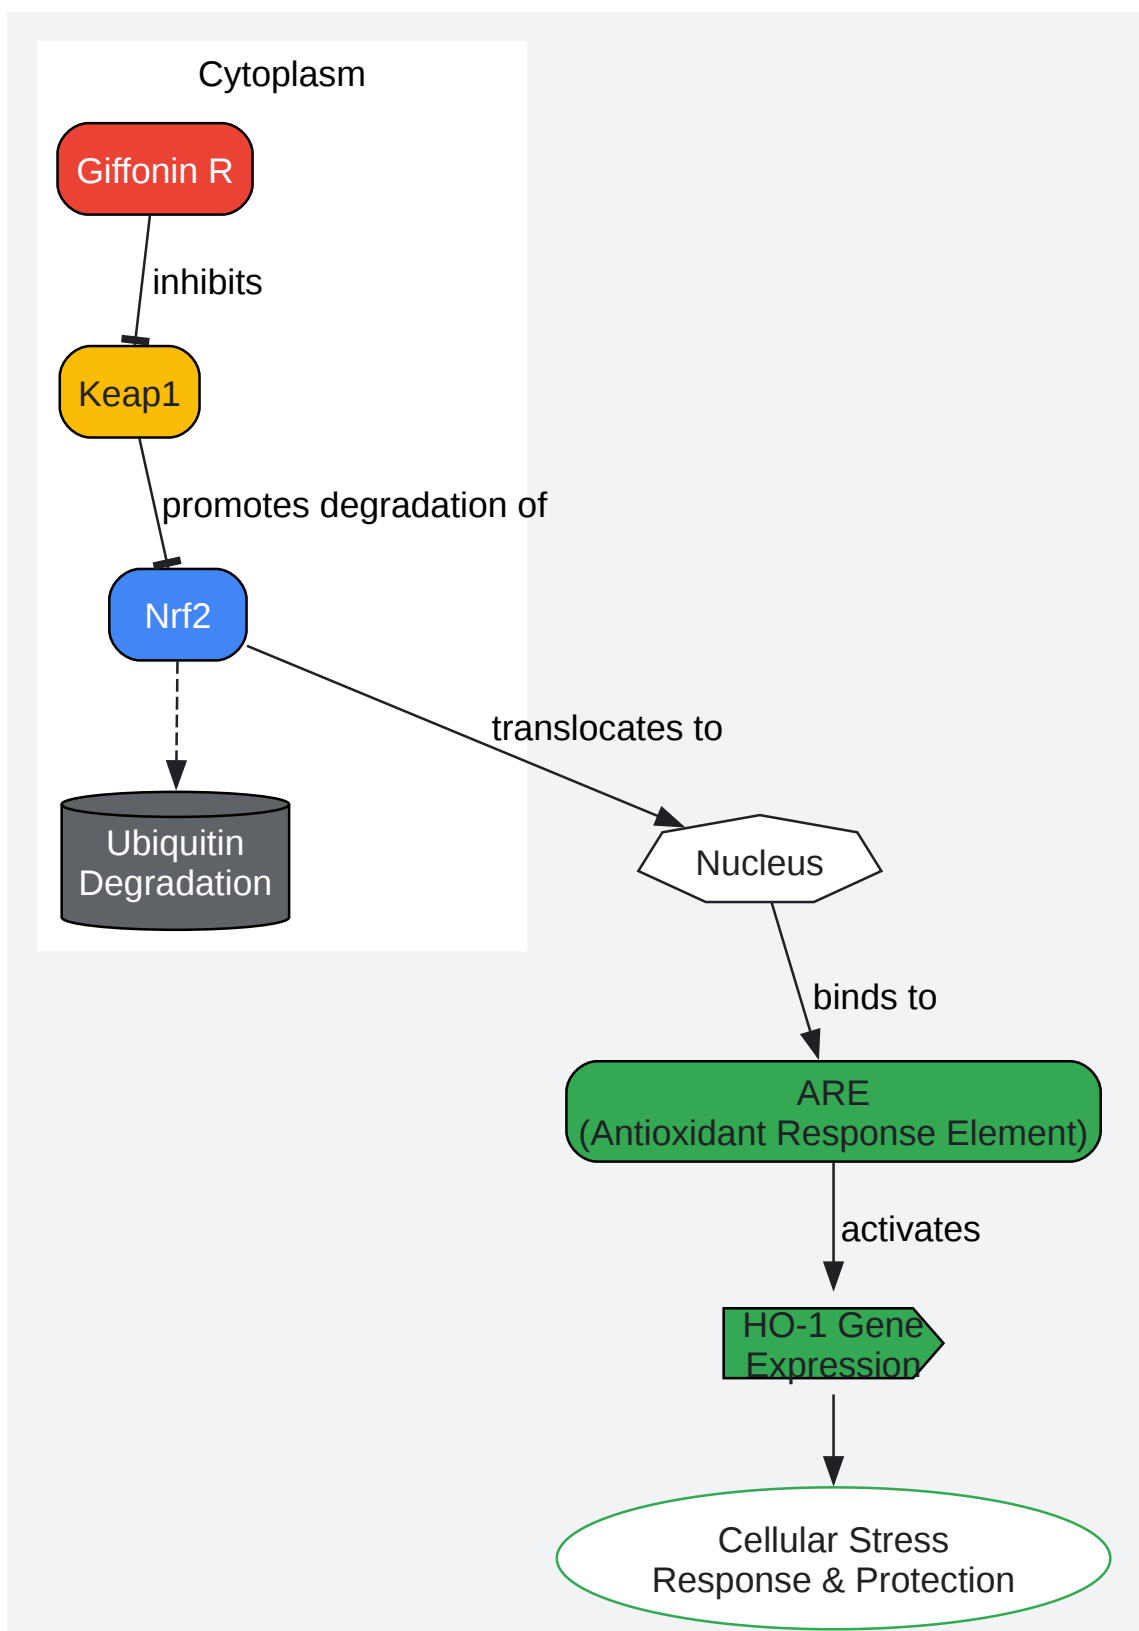 Cytoplasm
Giffonin R
inhibits
Keap1
promotes degradation of
Nrf2
translocates to
Ubiquitin
Degradation
Nucleus
binds to
ARE
(Antioxidant Response Element)
activates
HO-1 Gene
Expression
Cellular Stress
Response & Protection